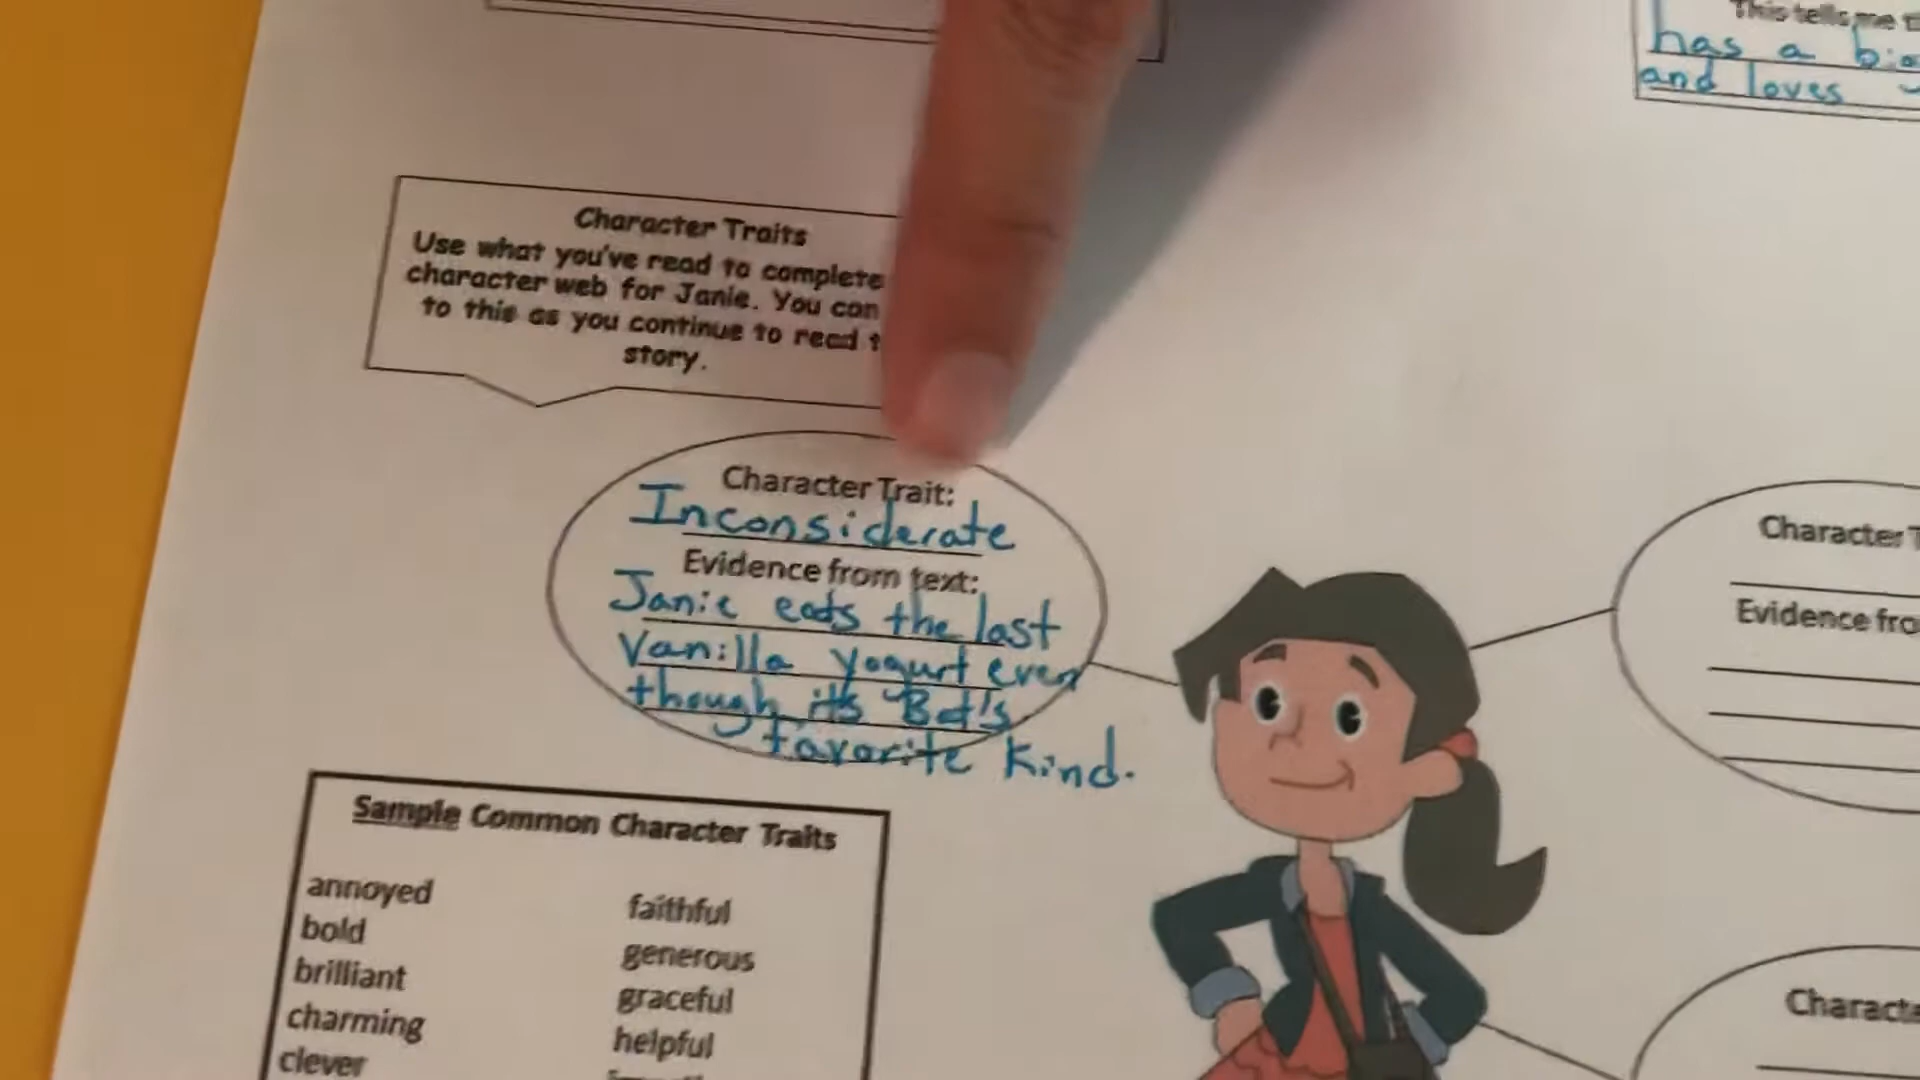 This tells me
has a
and loves
Character Traits
Use what you've read to complete
character web for Janie. You can
to this as you continue to read
story.
Character Trait:
Inconsiderate
Evidence from text:
Janie eats the last
Vanilla yogurt even
though it's Bet's
favorite kind.
Character
Evidence
Sample Common Character Traits
annoyed
bold
brilliant
charming
clever
faithful
generous
graceful
helpful